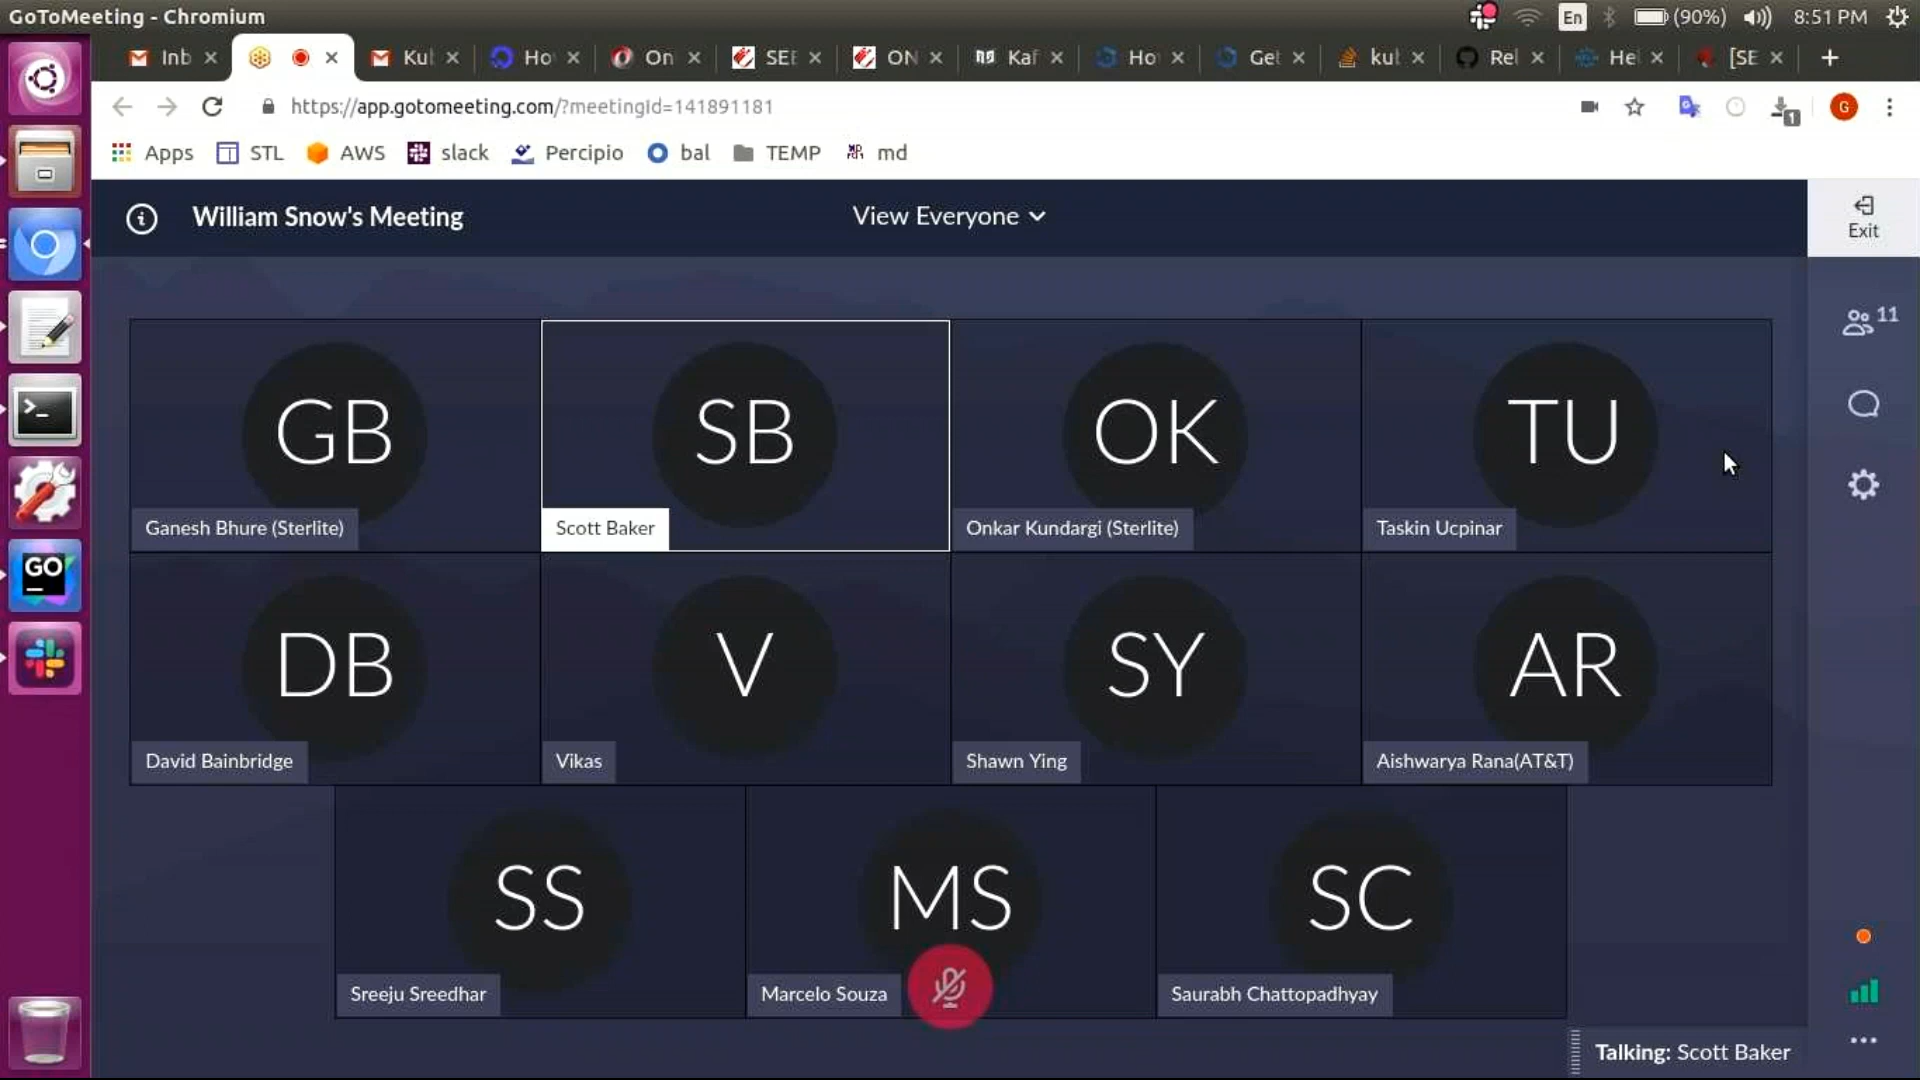 GoToMeeting - Chromium
En (90%) 8:51 PM
Inb Kul Ho On SEE ON Kaf Ho Get kul Rel He [SE
https://app.gotomeeting.com/?meetingId=141891181
1 G
Apps STL AWS slack Percipio bal TEMP md
William Snow's Meeting
View Everyone
Exit
11
GB
SB
OK
TU
Ganesh Bhure (Sterlite)
Scott Baker
Onkar Kundargi (Sterlite)
Taskin Ucpinar
GO
DB
V
SY
AR
David Bainbridge
Vikas
Shawn Ying
Aishwarya Rana(AT&T)
SS
MS
SC
Sreeju Sreedhar
Marcelo Souza
Saurabh Chattopadhyay
Talking: Scott Baker